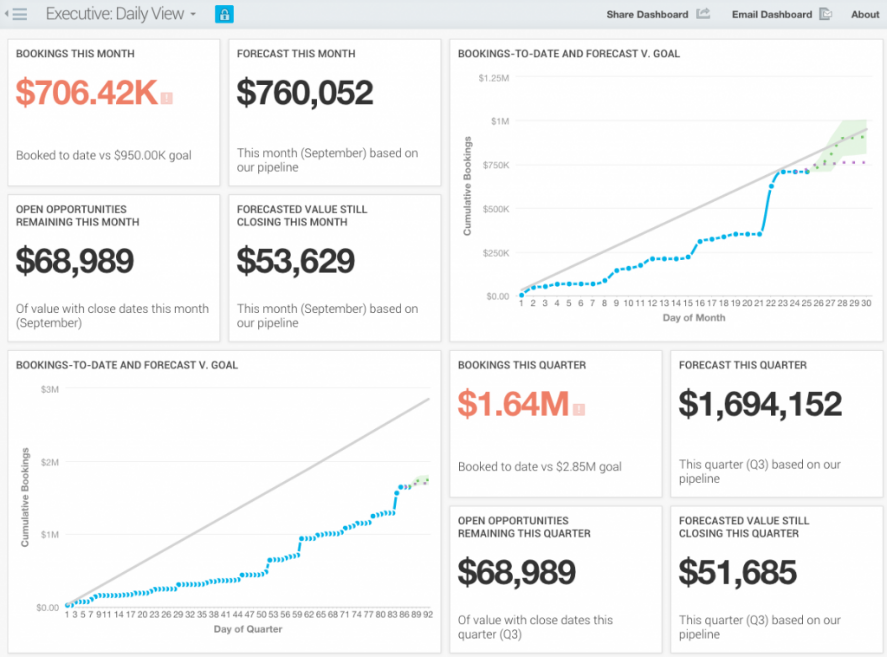 Executive: Daily View
Share Dashboard
Email Dashboard
About
BOOKINGS THIS MONTH
$706.42K
!
Booked to date vs $950.00K goal
FORECAST THIS MONTH
$760,052
This month (September) based on
our pipeline
OPEN OPPORTUNITIES
REMAINING THIS MONTH
$68,989
Of value with close dates this month
(September)
FORECASTED VALUE STILL
CLOSING THIS MONTH
$53,629
This month (September) based on
our pipeline
BOOKINGS-TO-DATE AND FORECAST V. GOAL
Cumulative Bookings
$1.25M
$1M
$750K
$500K
$250K
$0.00
1 2 3 4 5 6 7 8 9 10 11 12 13 14 15 16 17 18 19 20 21 22 23 24 25 26 27 28 29 30
Day of Month
BOOKINGS-TO-DATE AND FORECAST V. GOAL
Cumulative Bookings
$3M
$2M
$1M
$0.00
1 3 5 7 9 11 14 17 20 23 26 29 32 35 38 41 44 47 50 53 56 59 62 65 68 71 74 77 80 83 86 89 92
Day of Quarter
BOOKINGS THIS QUARTER
$1.64M
!
Booked to date vs $2.85M goal
FORECAST THIS QUARTER
$1,694,152
This quarter (Q3) based on our
pipeline
OPEN OPPORTUNITIES
REMAINING THIS QUARTER
$68,989
Of value with close dates this
quarter (Q3)
FORECASTED VALUE STILL
CLOSING THIS QUARTER
$51,685
This quarter (Q3) based on our
pipeline